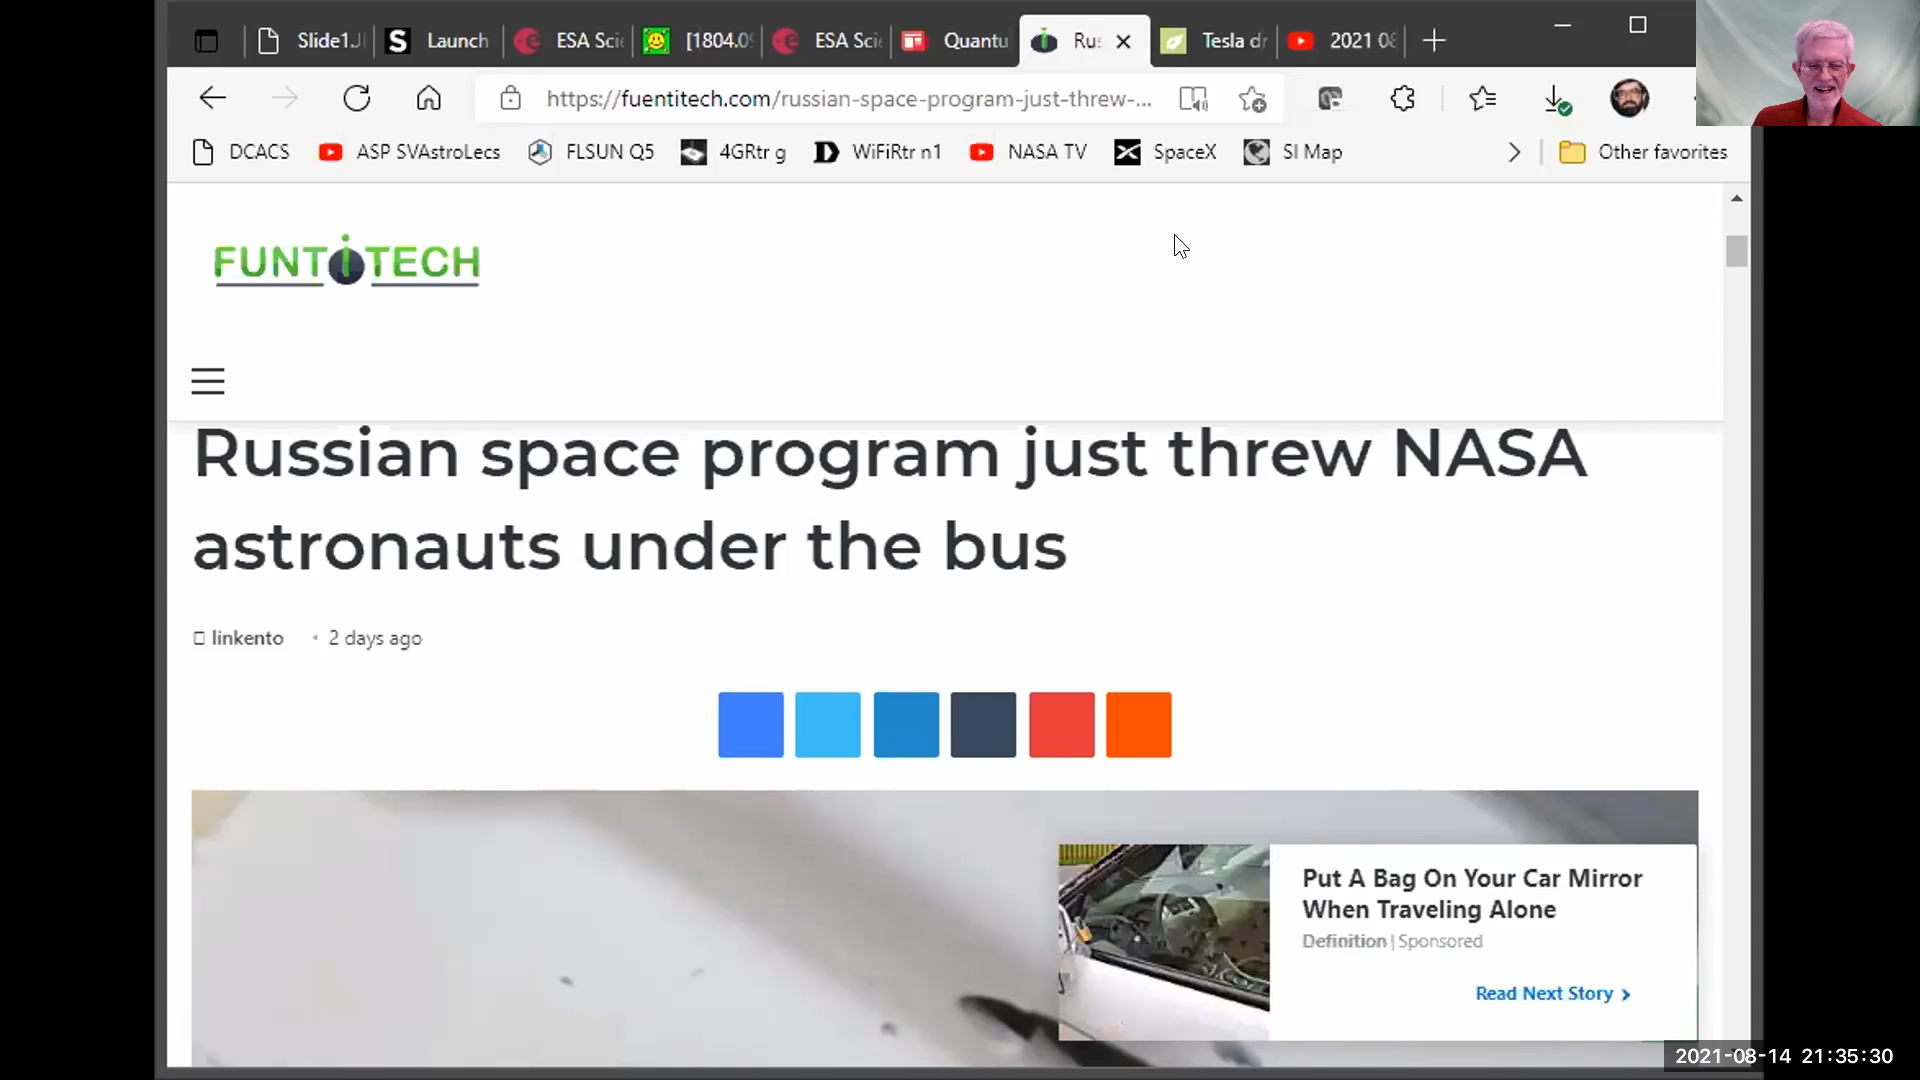 Slide1.J
Launch
ESA Sci
[1804.09
ESA Sci
Quantu
Rus
Tesla dr
2021 08
https://fuentitech.com/russian-space-program-just-threw-...
DCACS
ASP SVAstroLecs
FLSUN Q5
4GRtr g
WiFiRtr n1
NASA TV
SpaceX
SI Map
Other favorites
FUNTiTECH
Russian space program just threw NASA
astronauts under the bus
linkento
2 days ago
Put A Bag On Your Car Mirror
When Traveling Alone
Definition | Sponsored
Read Next Story
2021-08-14 21:35:30